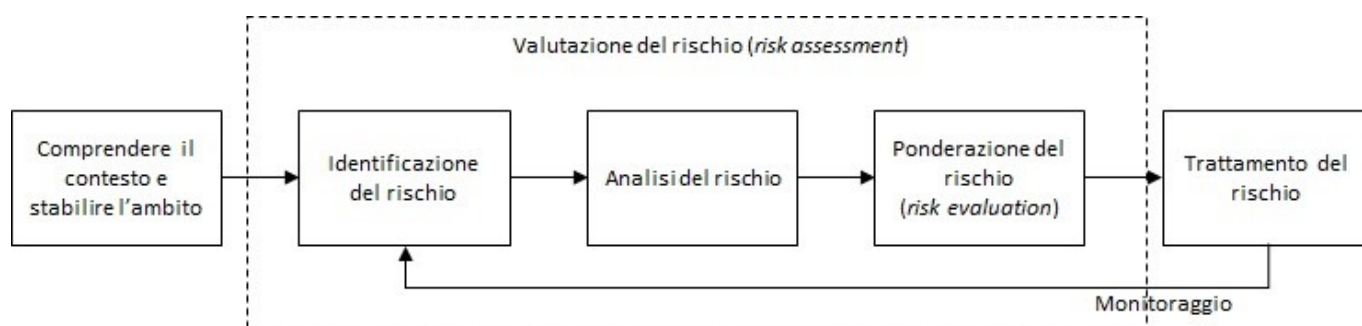 Valutazione del rischio (risk assessment)
Comprendere il
contesto e
stabilire l'ambito
Identificazione
del rischio
Analisi del rischio
Ponderazione del
rischio
(risk evaluation)
Trattamento del
rischio
Monitoraggio